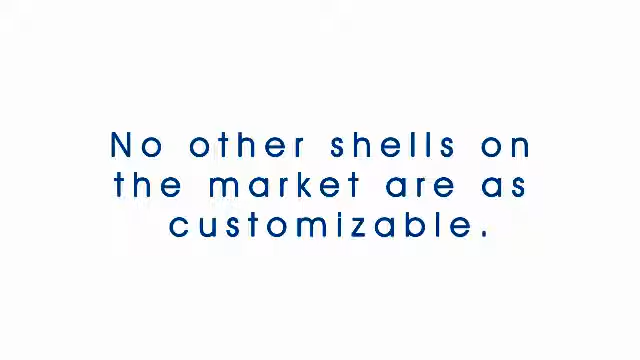 No other shells on
the market are as
customizable.